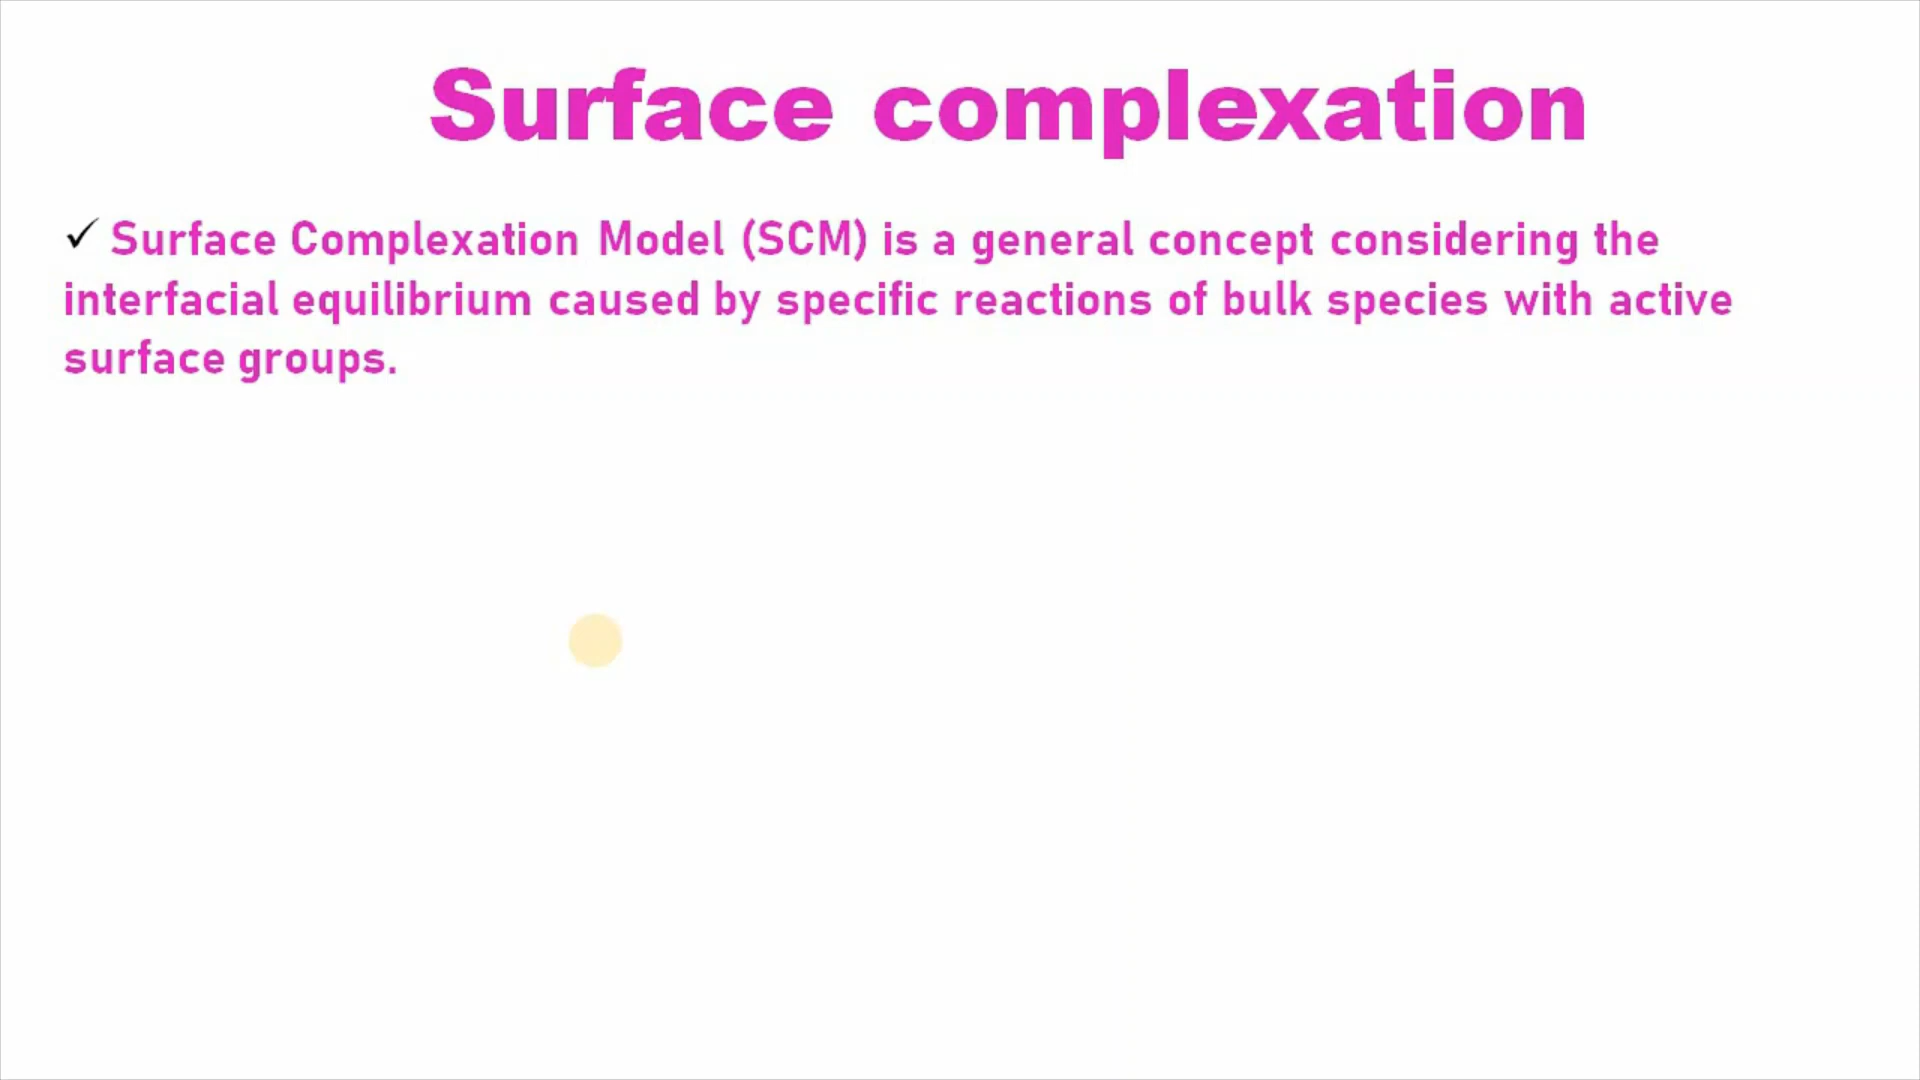 Surface complexation
✓ Surface Complexation Model (SCM) is a general concept considering the
interfacial equilibrium caused by specific reactions of bulk species with active
surface groups.